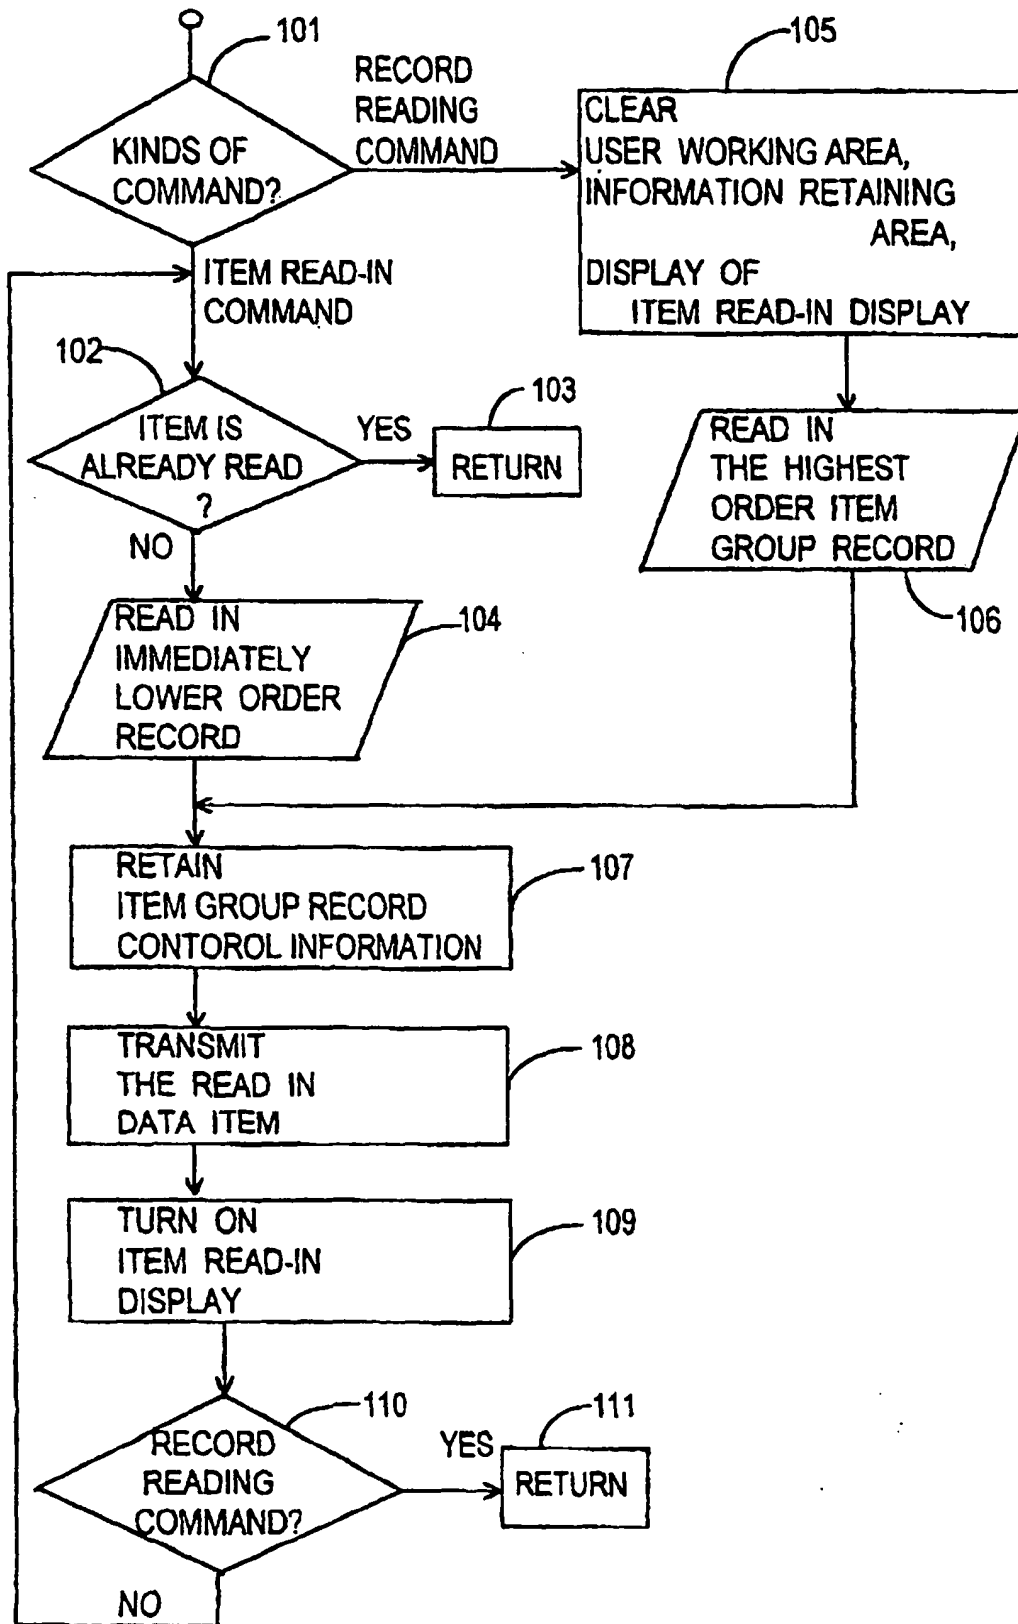 101
KINDS OF
COMMAND?
RECORD
READING
COMMAND
105
CLEAR
USER WORKING AREA,
INFORMATION RETAINING
AREA,
DISPLAY OF
ITEM READ-IN DISPLAY
ITEM READ-IN
COMMAND
102
ITEM IS
ALREADY READ
?
YES
103
RETURN
NO
READ IN
THE HIGHEST
ORDER ITEM
GROUP RECORD
106
READ IN
IMMEDIATELY
LOWER ORDER
RECORD
104
RETAIN
ITEM GROUP RECORD
CONTOROL INFORMATION
107
TRANSMIT
THE READ IN
DATA ITEM
108
TURN ON
ITEM READ-IN
DISPLAY
109
110
RECORD
READING
COMMAND?
YES
111
RETURN
NO